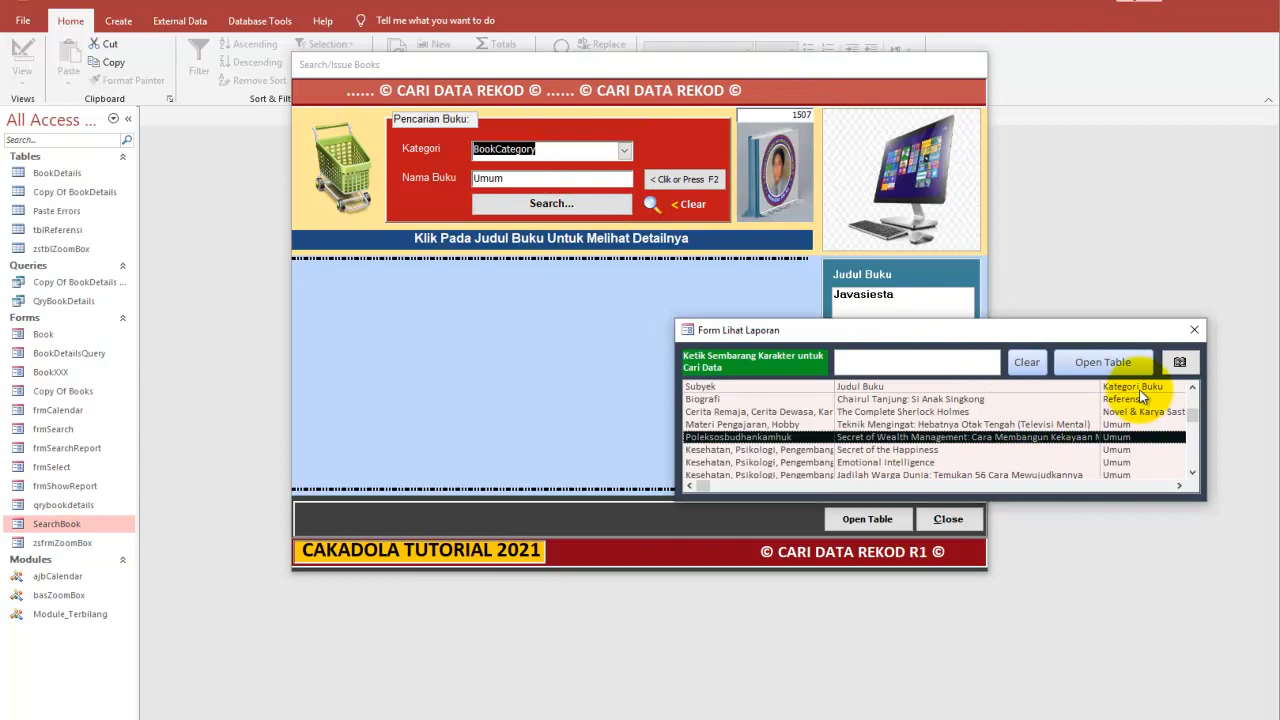 File Home Create External Data Database Tools Help Tell me what you want to do
View
Views
Paste
Cut
Copy
Format Painter
Clipboard
Filter
Ascending
Descending
Remove Sort
Sort & Filt
Selection
New
Totals
Replace
All Access ...
Search...
Tables
BookDetails
Copy Of BookDetails
Paste Errors
tblReferensi
zstblZoomBox
Queries
Copy Of BookDetails ...
QryBookDetails
Forms
Book
BookDetailsQuery
BookXXX
Copy Of Books
frmCalendar
frmSearch
frmSearchReport
frmSelect
frmShowReport
qrybookdetails
SearchBook
zsfrmZoomBox
Modules
ajbCalendar
basZoomBox
Module_Terbilang
Search/Issue Books
...... © CARI DATA REKOD © ...... © CARI DATA REKOD ©
Pencarian Buku:
Kategori BookCategory
Nama Buku Umum < Clik or Press F2
Search... < Clear
1507
Klik Pada Judul Buku Untuk Melihat Detailnya
Judul Buku
Javasiesta
Form Lihat Laporan
Ketik Sembarang Karakter untuk
Cari Data
Clear Open Table
Subyek Judul Buku Kategori Buku
Biografi Chairul Tanjung: Si Anak Singkong Referens
Cerita Remaja, Cerita Dewasa, Kar The Complete Sherlock Holmes Novel & Karya Sast
Materi Pengajaran, Hobby Teknik Mengingat: Hebatnya Otak Tengah (Televisi Mental) Umum
Poleksosbudhankamhuk Secret of Wealth Management: Cara Membangun Kekayaan M Umum
Kesehatan, Psikologi, Pengembang Secret of the Happiness Umum
Kesehatan, Psikologi, Pengembang Emotional Intelligence Umum
Kesehatan, Psikologi, Pengembang Jadilah Warga Dunia: Temukan 56 Cara Mewujudkannya Umum
Open Table Close
CAKADOLA TUTORIAL 2021 © CARI DATA REKOD R1 ©